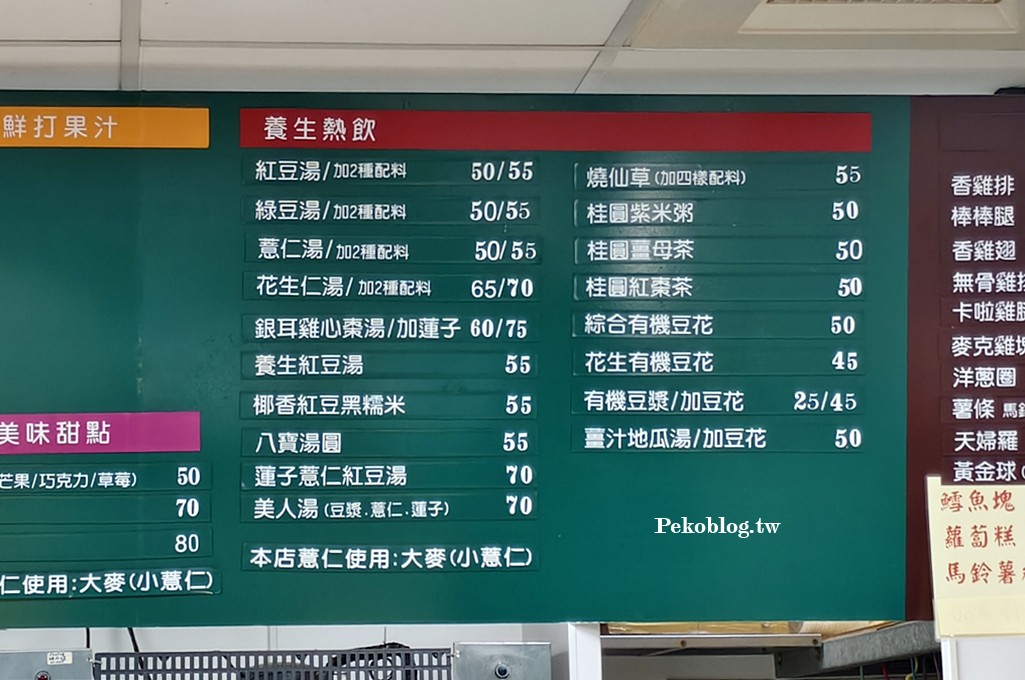 鮮打果汁
美味甜點
芒果/巧克力/草莓) 50
70
80
仁使用:大麥(小薏仁)
養生熱飲
紅豆湯/加2種配料 50/55
綠豆湯/加2種配料 50/55
薏仁湯/加2種配料 50/55
花生仁湯/加2種配料 65/70
銀耳雞心棗湯/加蓮子 60/75
養生紅豆湯 55
椰香紅豆黑糯米 55
八寶湯圓 55
蓮子薏仁紅豆湯 70
美人湯(豆漿.薏仁.蓮子) 70
本店薏仁使用:大麥(小薏仁)
燒仙草(加四樣配料) 55
桂圓紫米粥 50
桂圓薑母茶 50
桂圓紅棗茶 50
綜合有機豆花 50
花生有機豆花 45
有機豆漿/加豆花 25/45
薑汁地瓜湯/加豆花 50
Pekoblog.tw
香雞排
棒棒腿
香雞翅
無骨雞排
卡啦雞腿
麥克雞塊
洋蔥圈
薯條 馬鈴
天婦羅
黃金球(
鱈魚塊
蘿蔔糕
馬鈴薯